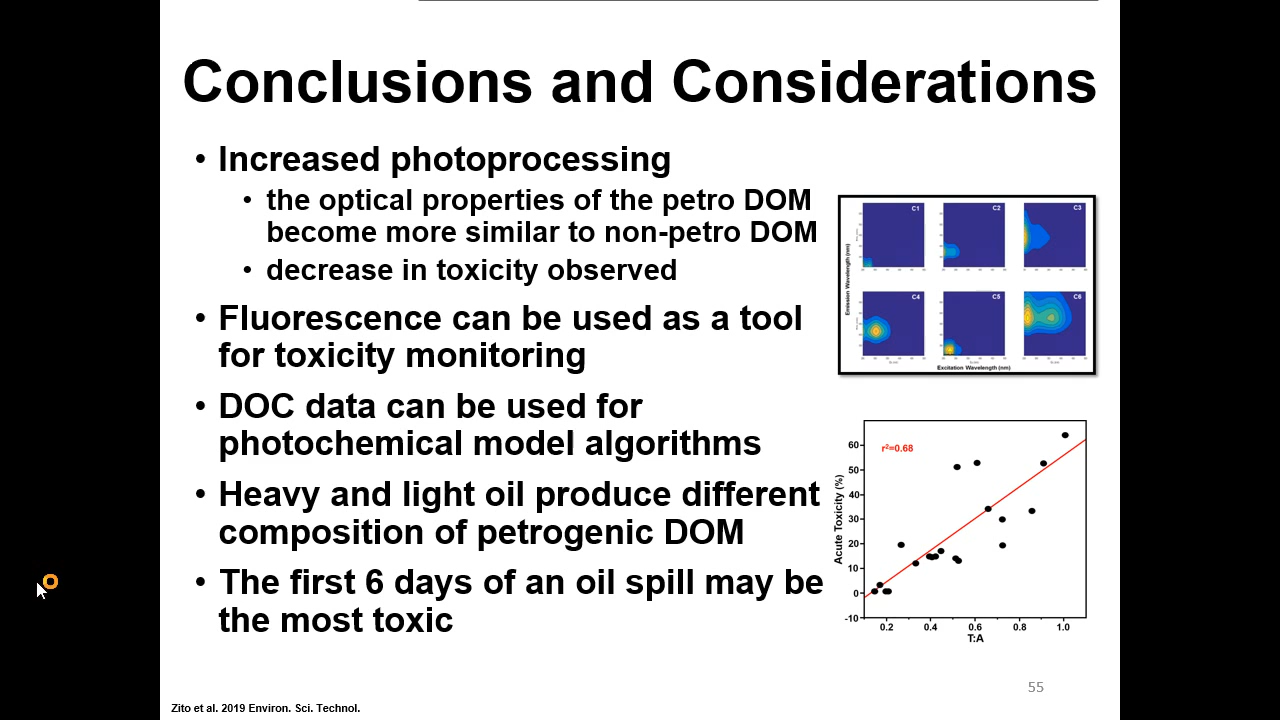 Conclusions and Considerations
• Increased photoprocessing
• the optical properties of the petro DOM
become more similar to non-petro DOM
• decrease in toxicity observed
• Fluorescence can be used as a tool
for toxicity monitoring
• DOC data can be used for
photochemical model algorithms
• Heavy and light oil produce different
composition of petrogenic DOM
• The first 6 days of an oil spill may be
the most toxic
C1
C2
C3
C4
C5
C6
Emission Wavelength (nm)
Excitation Wavelength (nm)
r²=0.68
Acute Toxicity (%)
60
50
40
30
20
10
0
-10
0.2 0.4 0.6 0.8 1.0
T:A
55
Zito et al. 2019 Environ. Sci. Technol.